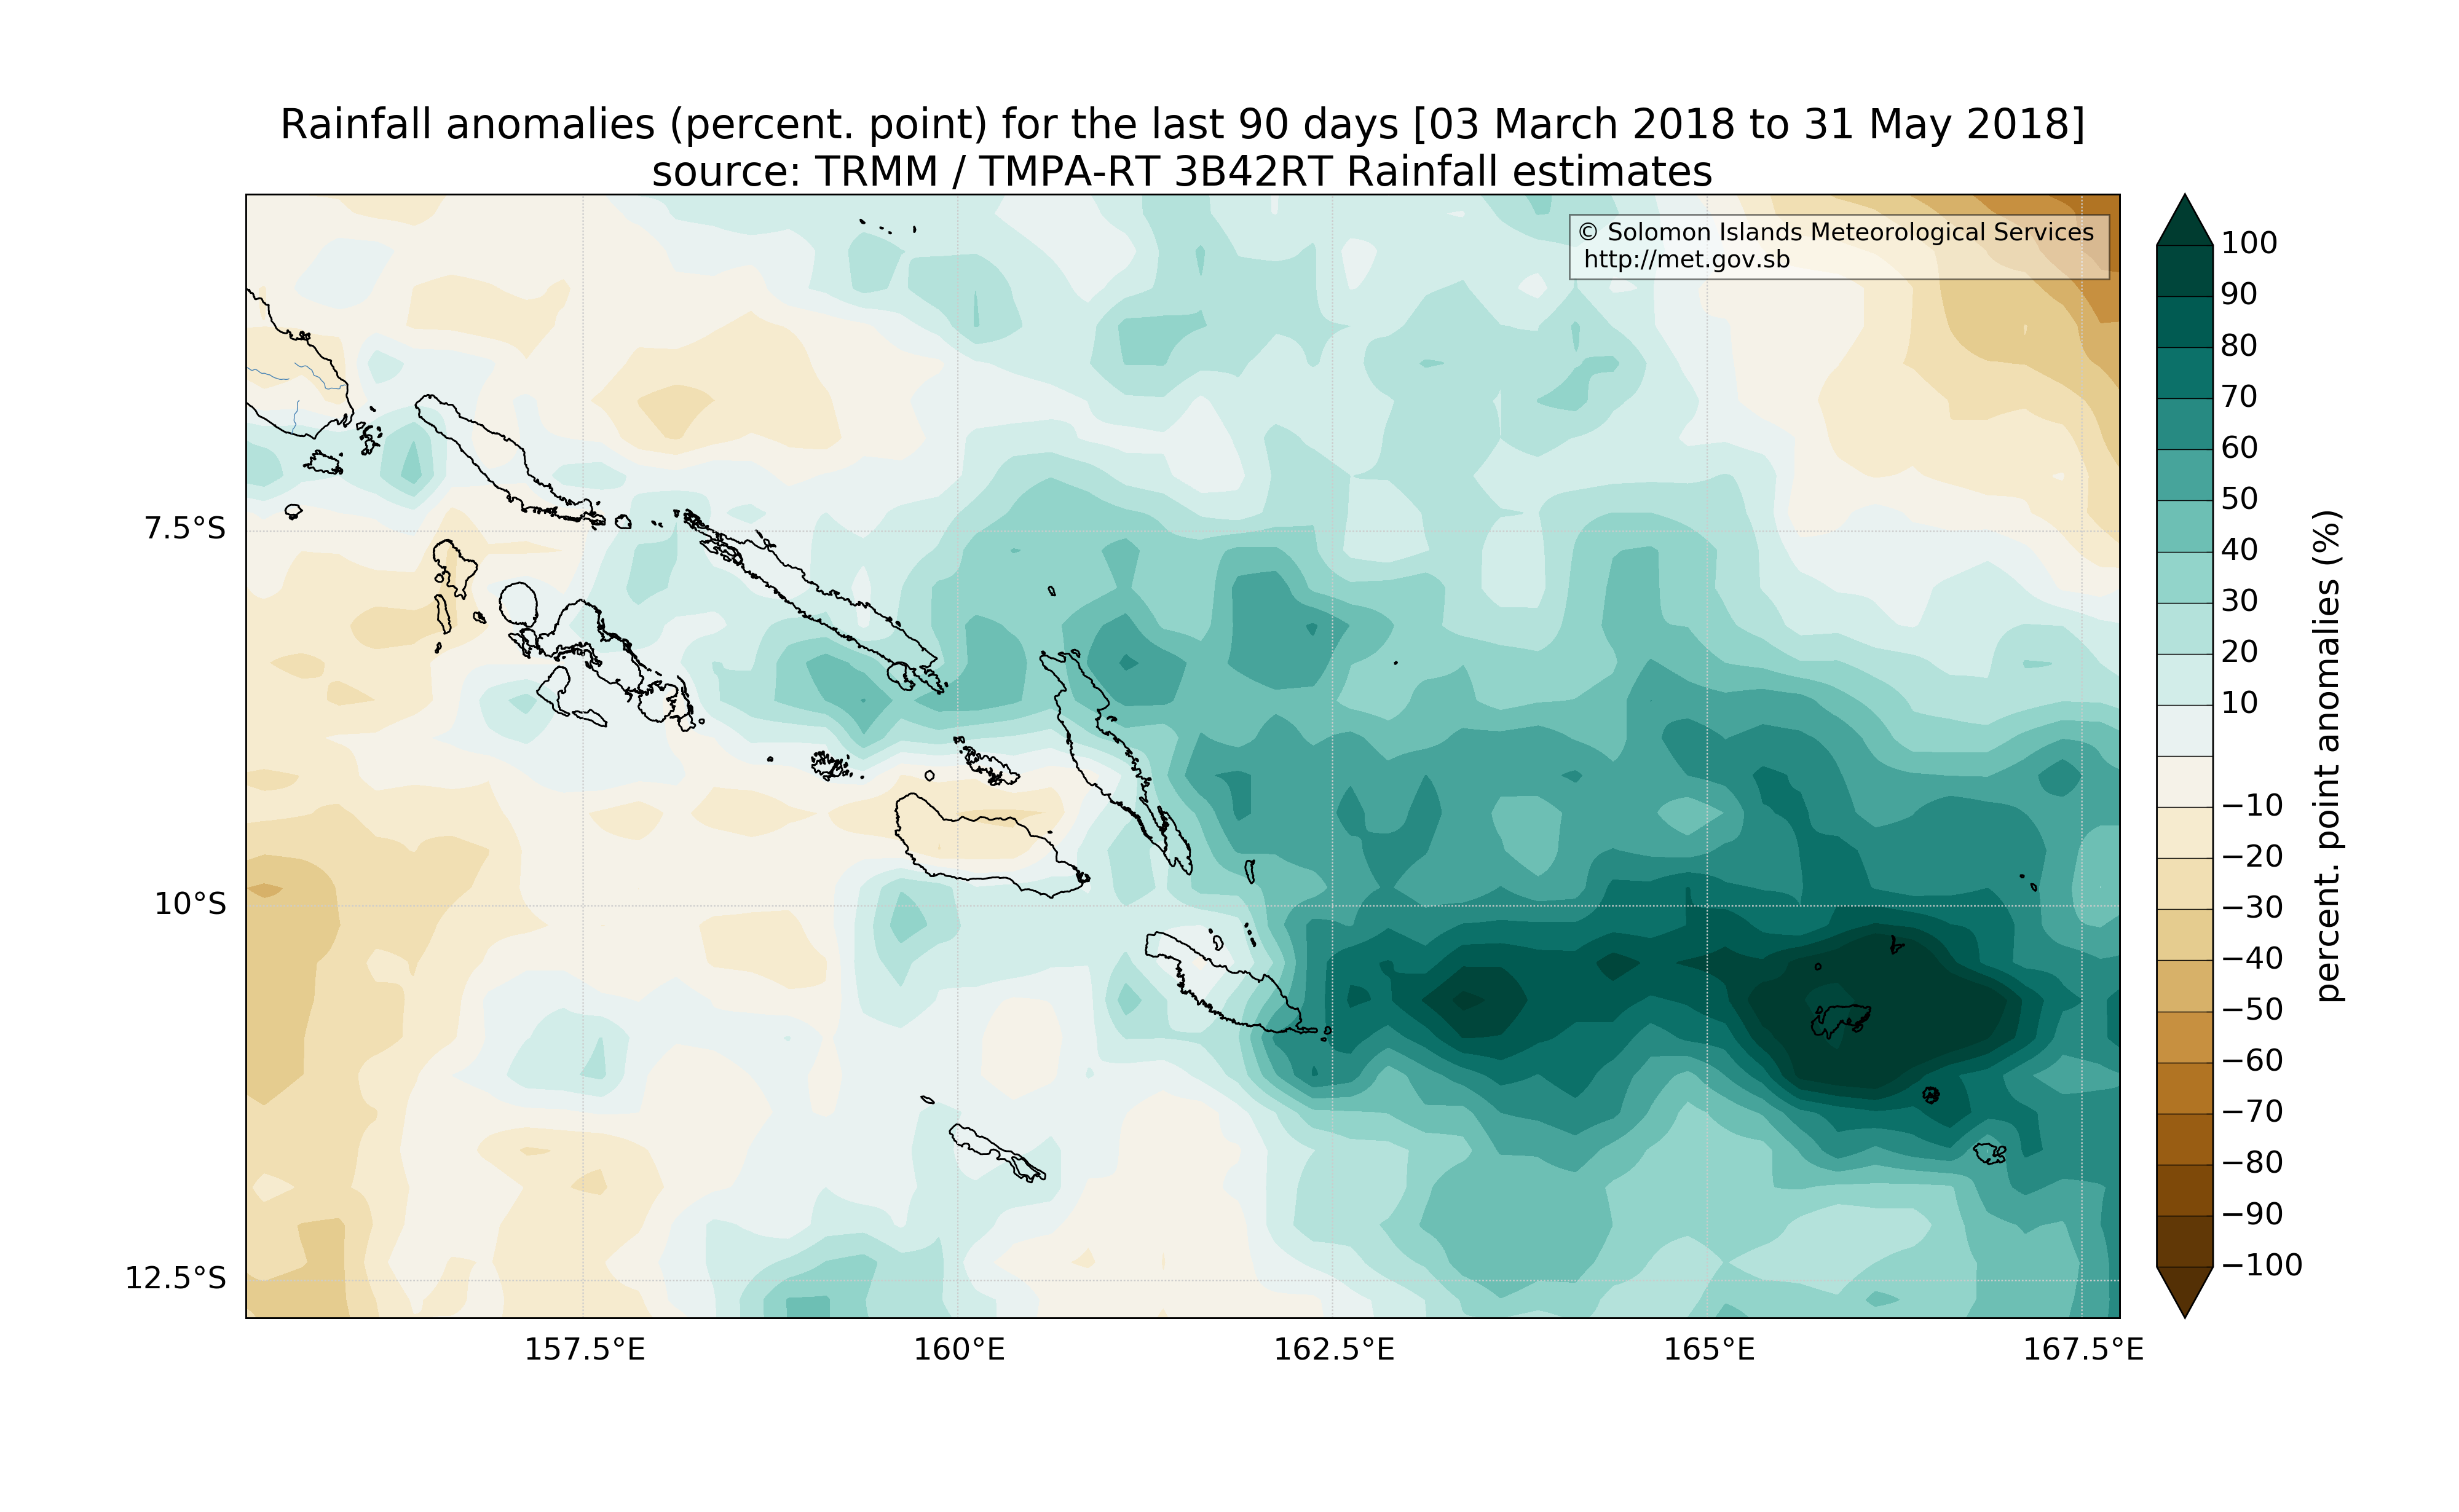 Rainfall anomalies (percent. point) for the last 90 days [03 March 2018 to 31 May 2018]
source: TRMM / TMPA-RT 3B42RT Rainfall estimates
© Solomon Islands Meteorological Services
http://met.gov.sb
7.5°S
10°S
12.5°S
157.5°E
160°E
162.5°E
165°E
167.5°E
100
90
80
70
60
50
40
30
20
10
−10
−20
−30
−40
−50
−60
−70
−80
−90
−100
percent. point anomalies (%)